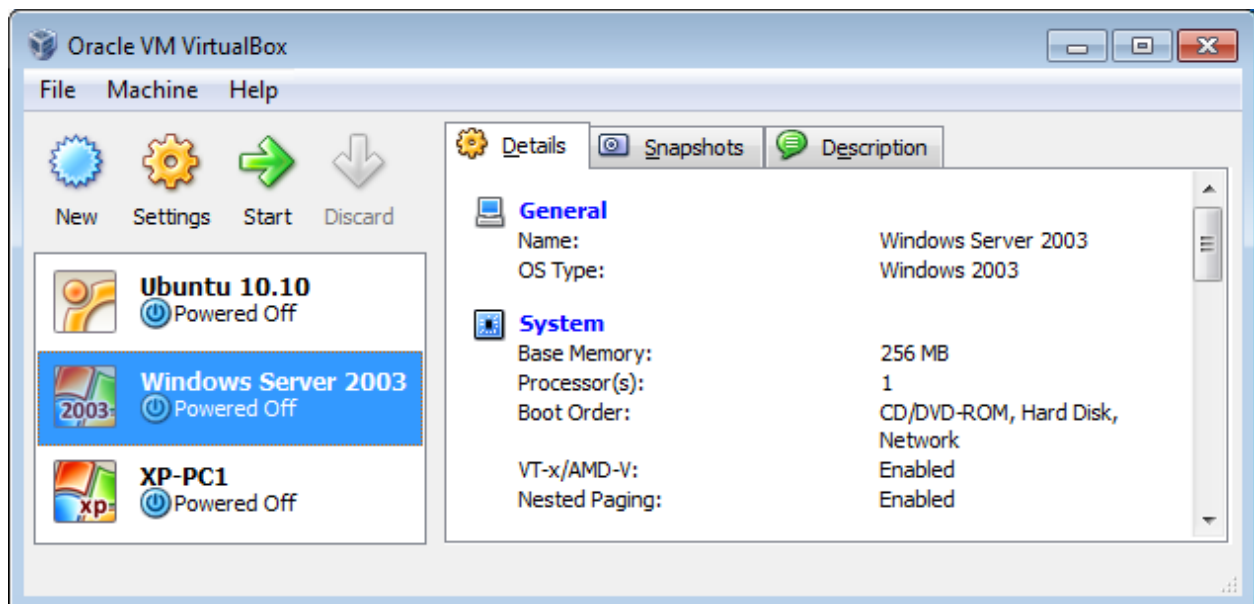 Oracle VM VirtualBox
File Machine Help
New Settings Start Discard
Ubuntu 10.10
Powered Off
2003
Windows Server 2003
Powered Off
xp
XP-PC1
Powered Off
Details Snapshots Description
General
Name: Windows Server 2003
OS Type: Windows 2003
System
Base Memory: 256 MB
Processor(s): 1
Boot Order: CD/DVD-ROM, Hard Disk,
Network
VT-x/AMD-V: Enabled
Nested Paging: Enabled